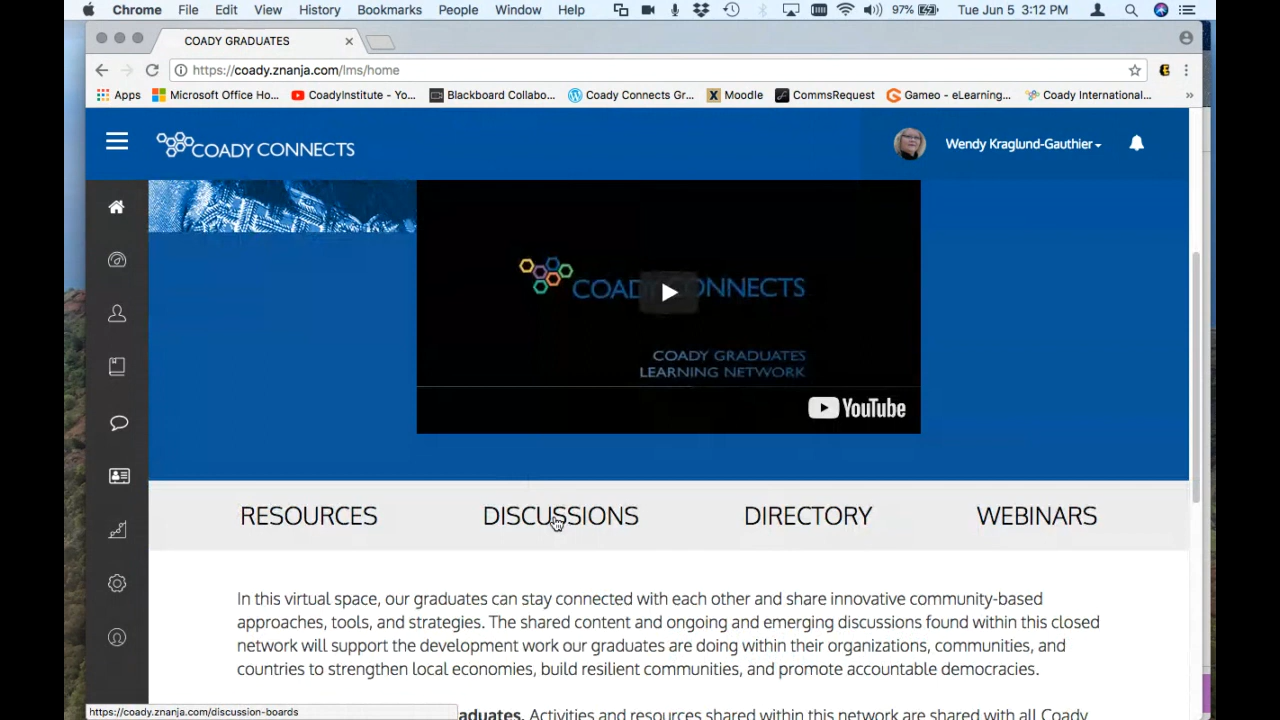 Chrome File Edit View History Bookmarks People Window Help 97% Tue Jun 5 3:12 PM
COADY GRADUATES
https://coady.znanja.com/lms/home
Apps Microsoft Office Ho... CoadyInstitute - Yo... Blackboard Collabo... Coady Connects Gr... Moodle CommsRequest Gameo - eLearning... Coady International... »
COADY CONNECTS Wendy Kraglund-Gauthier
COADY CONNECTS
COADY GRADUATES
LEARNING NETWORK
YouTube
RESOURCES DISCUSSIONS DIRECTORY WEBINARS
In this virtual space, our graduates can stay connected with each other and share innovative community-based
approaches, tools, and strategies. The shared content and ongoing and emerging discussions found within this closed
network will support the development work our graduates are doing within their organizations, communities, and
countries to strengthen local economies, build resilient communities, and promote accountable democracies.
https://coady.znanja.com/discussion-boards aduates. Activities and resources shared within this network are shared with all Coady